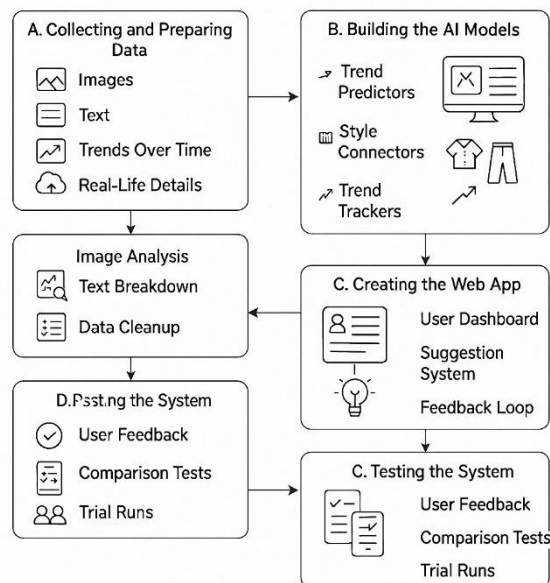 A. Collecting and Preparing
Data
Images
Text
Trends Over Time
Real-Life Details
B. Building the AI Models
Trend
Predictors
Style
Connectors
Trend
Trackers
Image Analysis
Text Breakdown
Data Cleanup
C. Creating the Web App
User Dashboard
Suggestion
System
Feedback Loop
the System
User Feedback
Comparison Tests
Trial Runs
C. Testing the System
User Feedback
Comparison Tests
Trial Runs